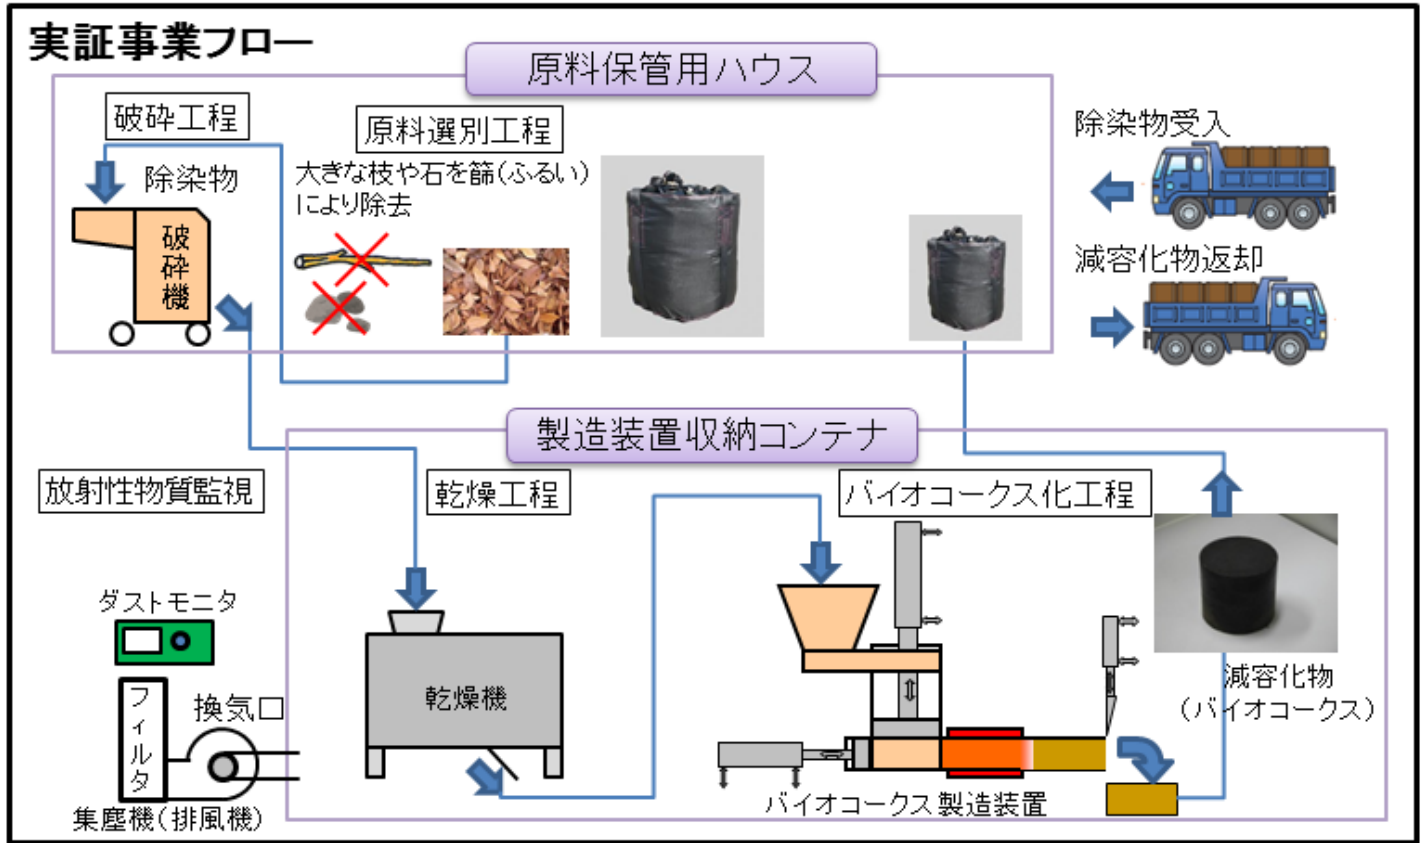 実証事業フロー
原料保管用ハウス
破砕工程
原料選別工程
除染物受入
除染物
大きな枝や石を篩(ふるい)
により除去
破砕機
減容化物返却
製造装置収納コンテナ
放射性物質監視
乾燥工程
バイオコークス化工程
ダストモニタ
フィルタ
換気口
乾燥機
減容化物
(バイオコークス)
集塵機(排風機)
バイオコークス製造装置